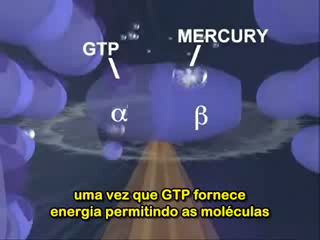 GTP
MERCURY
α
β
uma vez que GTP fornece
energia permitindo as moléculas